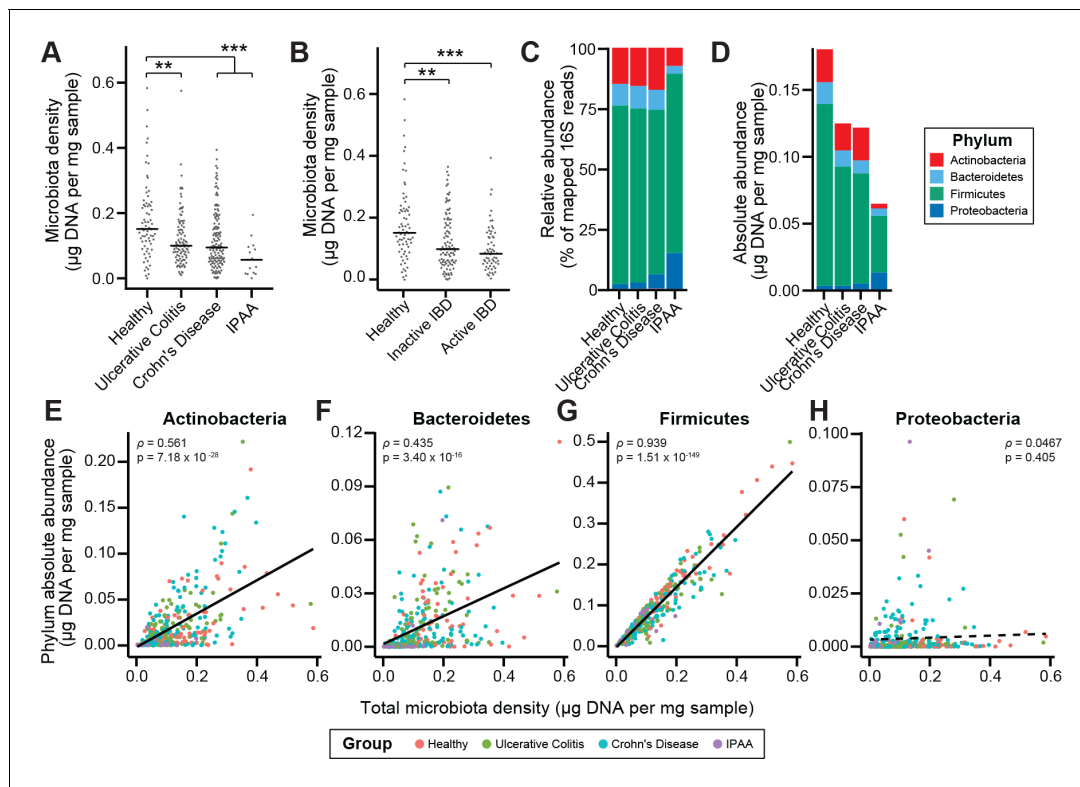 A
Microbiota density
(µg DNA per mg sample)
0.6
0.4
0.2
0.0
**
***
Healthy
Ulcerative Colitis
Crohn's Disease
IPAA
B
Microbiota density
(µg DNA per mg sample)
0.6
0.4
0.2
0.0
***
**
Healthy
Inactive IBD
Active IBD
C
Relative abundance
(% of mapped 16S reads)
100
75
50
25
0
Healthy
Ulcerative Colitis
Crohn's Disease
IPAA
D
Absolute abundance
(µg DNA per mg sample)
0.15
0.10
0.05
0.00
Healthy
Ulcerative Colitis
Crohn's Disease
IPAA
Phylum
Actinobacteria
Bacteroidetes
Firmicutes
Proteobacteria
Phylum absolute abundance
(µg DNA per mg sample)
E
Actinobacteria
ρ = 0.561
p = 7.18 x 10⁻²⁸
0.20
0.15
0.10
0.05
0.00
0.0 0.2 0.4 0.6
F
Bacteroidetes
ρ = 0.435
p = 3.40 x 10⁻¹⁶
0.12
0.09
0.06
0.03
0.00
0.0 0.2 0.4 0.6
G
Firmicutes
ρ = 0.939
p = 1.51 x 10⁻¹⁴⁹
0.5
0.4
0.3
0.2
0.1
0.0
0.0 0.2 0.4 0.6
H
Proteobacteria
ρ = 0.0467
p = 0.405
0.100
0.075
0.050
0.025
0.000
0.0 0.2 0.4 0.6
Total microbiota density (µg DNA per mg sample)
Group Healthy Ulcerative Colitis Crohn's Disease IPAA